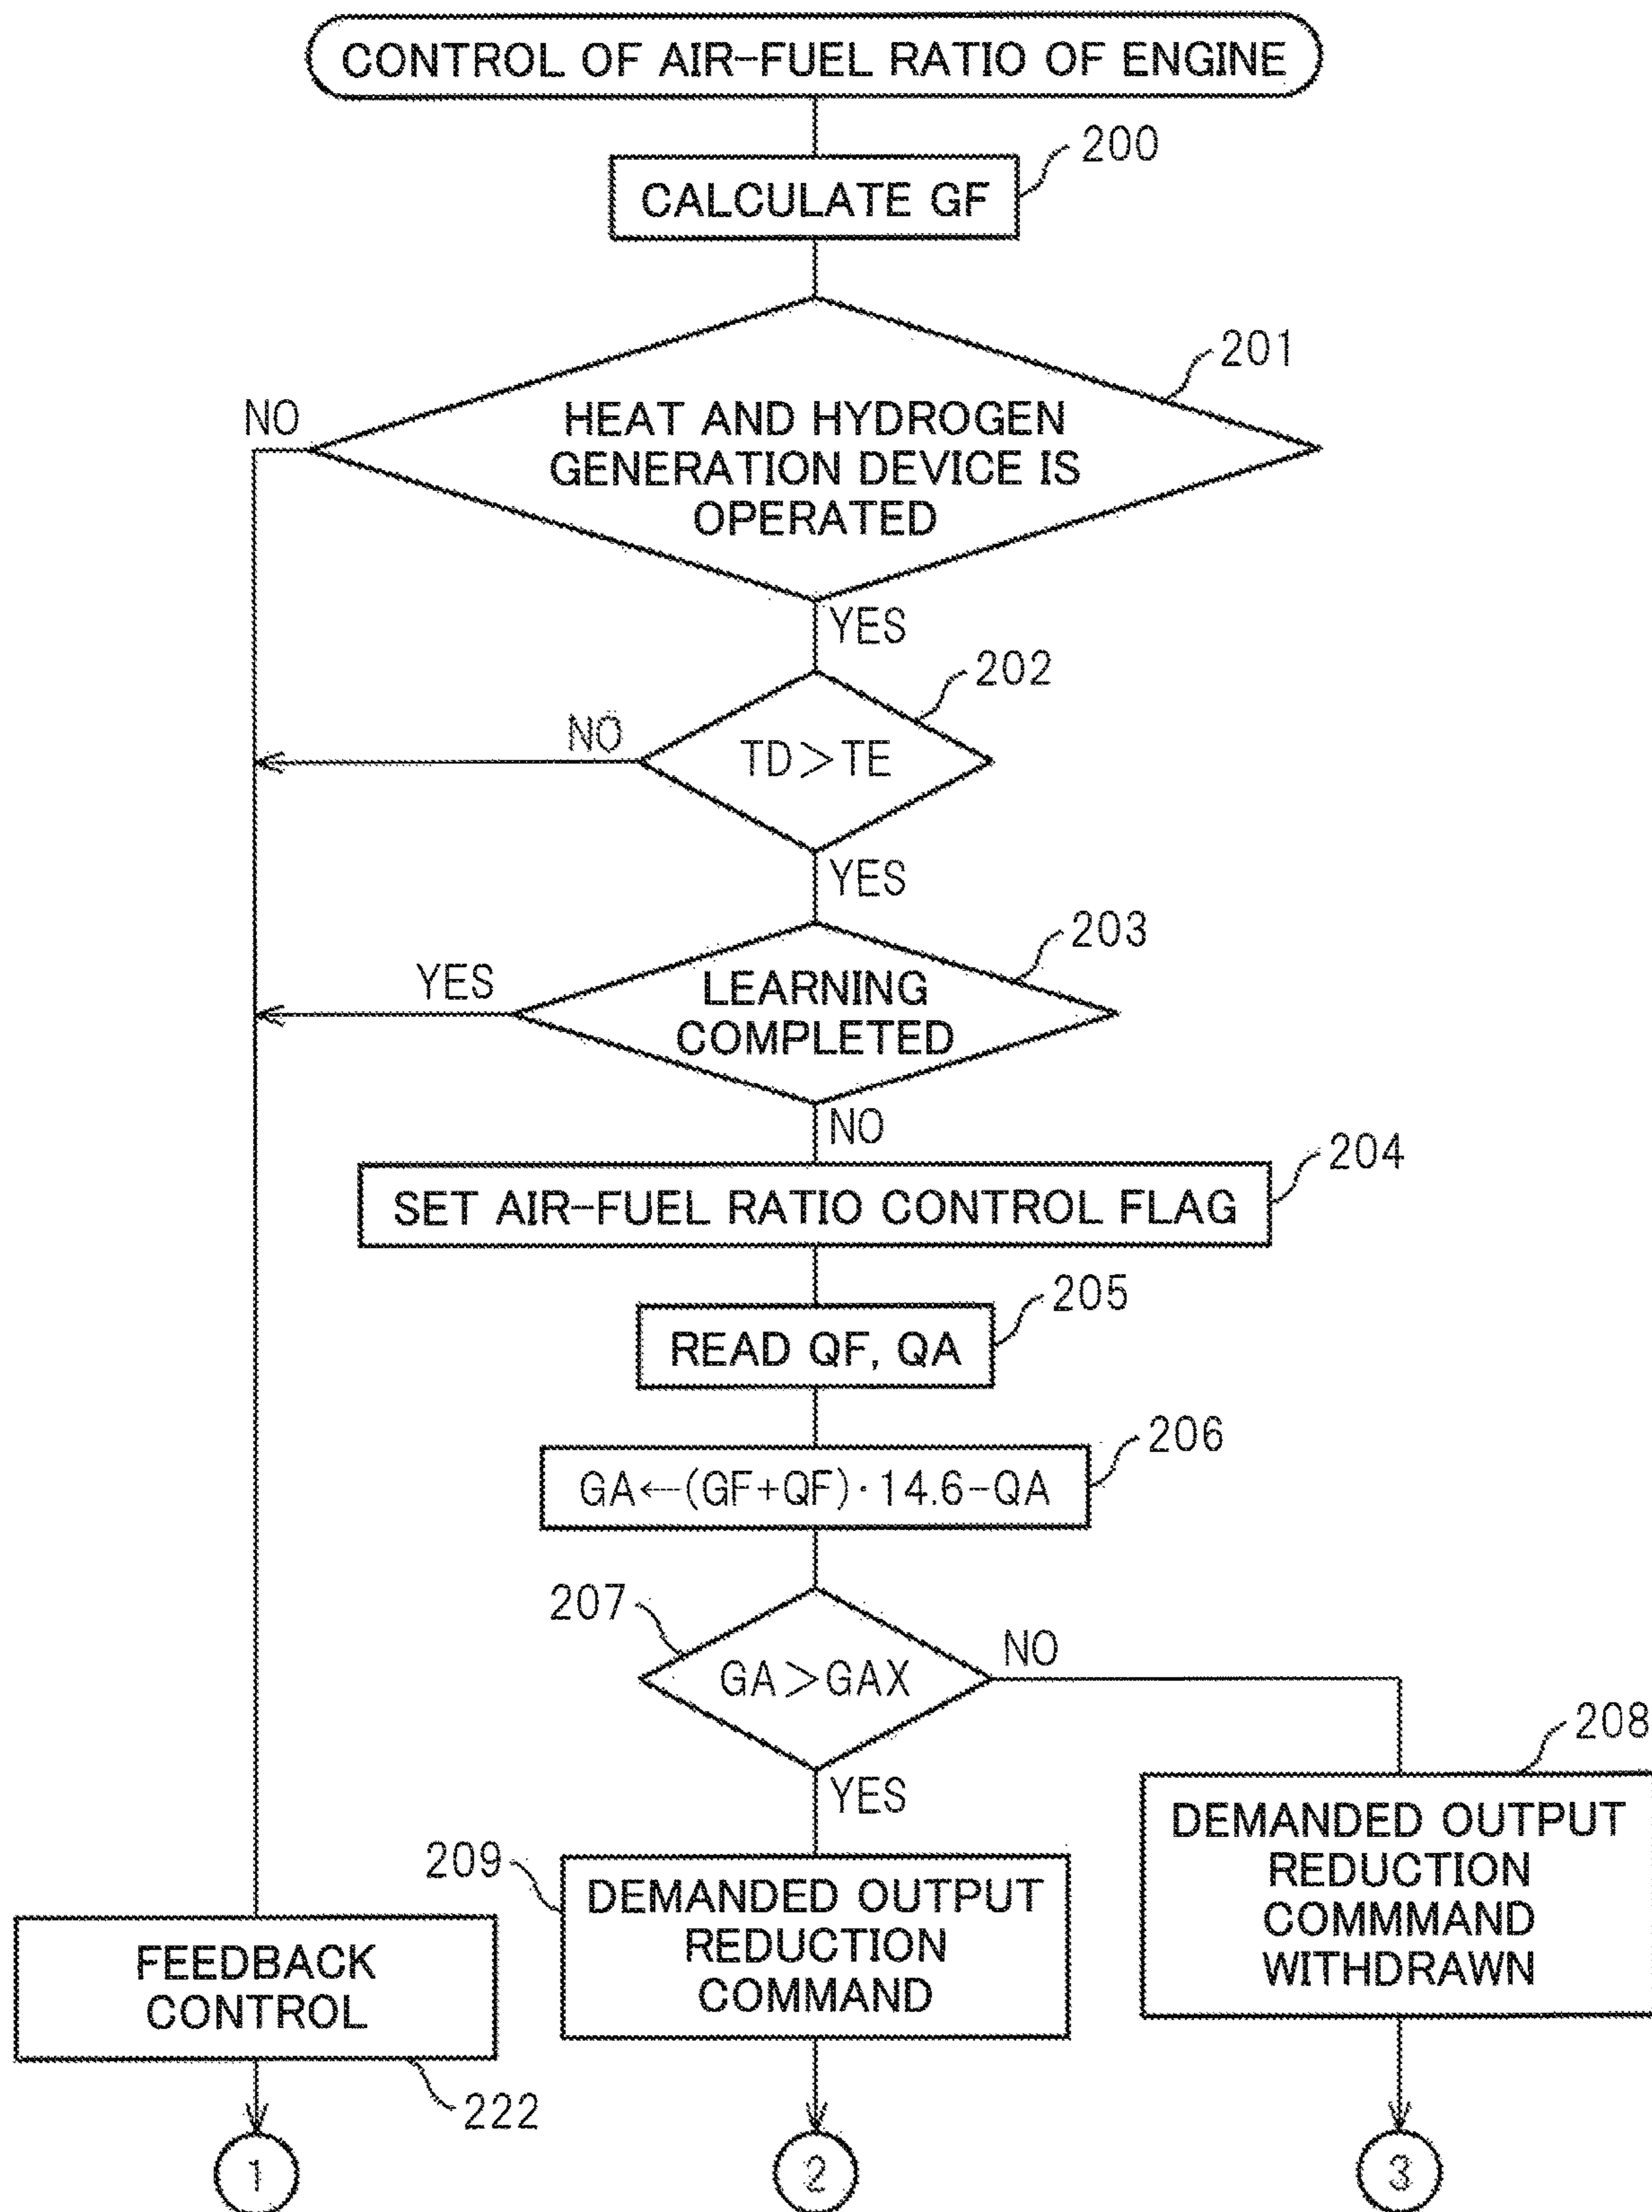 CONTROL OF AIR-FUEL RATIO OF ENGINE
200
CALCULATE GF
201
NO
HEAT AND HYDROGEN
GENERATION DEVICE IS
OPERATED
YES
202
NO
TD>TE
YES
203
YES
LEARNING
COMPLETED
NO
204
SET AIR-FUEL RATIO CONTROL FLAG
205
READ QF, QA
206
GA←(GF+QF)·14.6-QA
207
NO
GA>GAX
208
YES
DEMANDED OUTPUT
REDUCTION
COMMMAND
WITHDRAWN
209
DEMANDED OUTPUT
REDUCTION
COMMAND
FEEDBACK
CONTROL
222
1
2
3